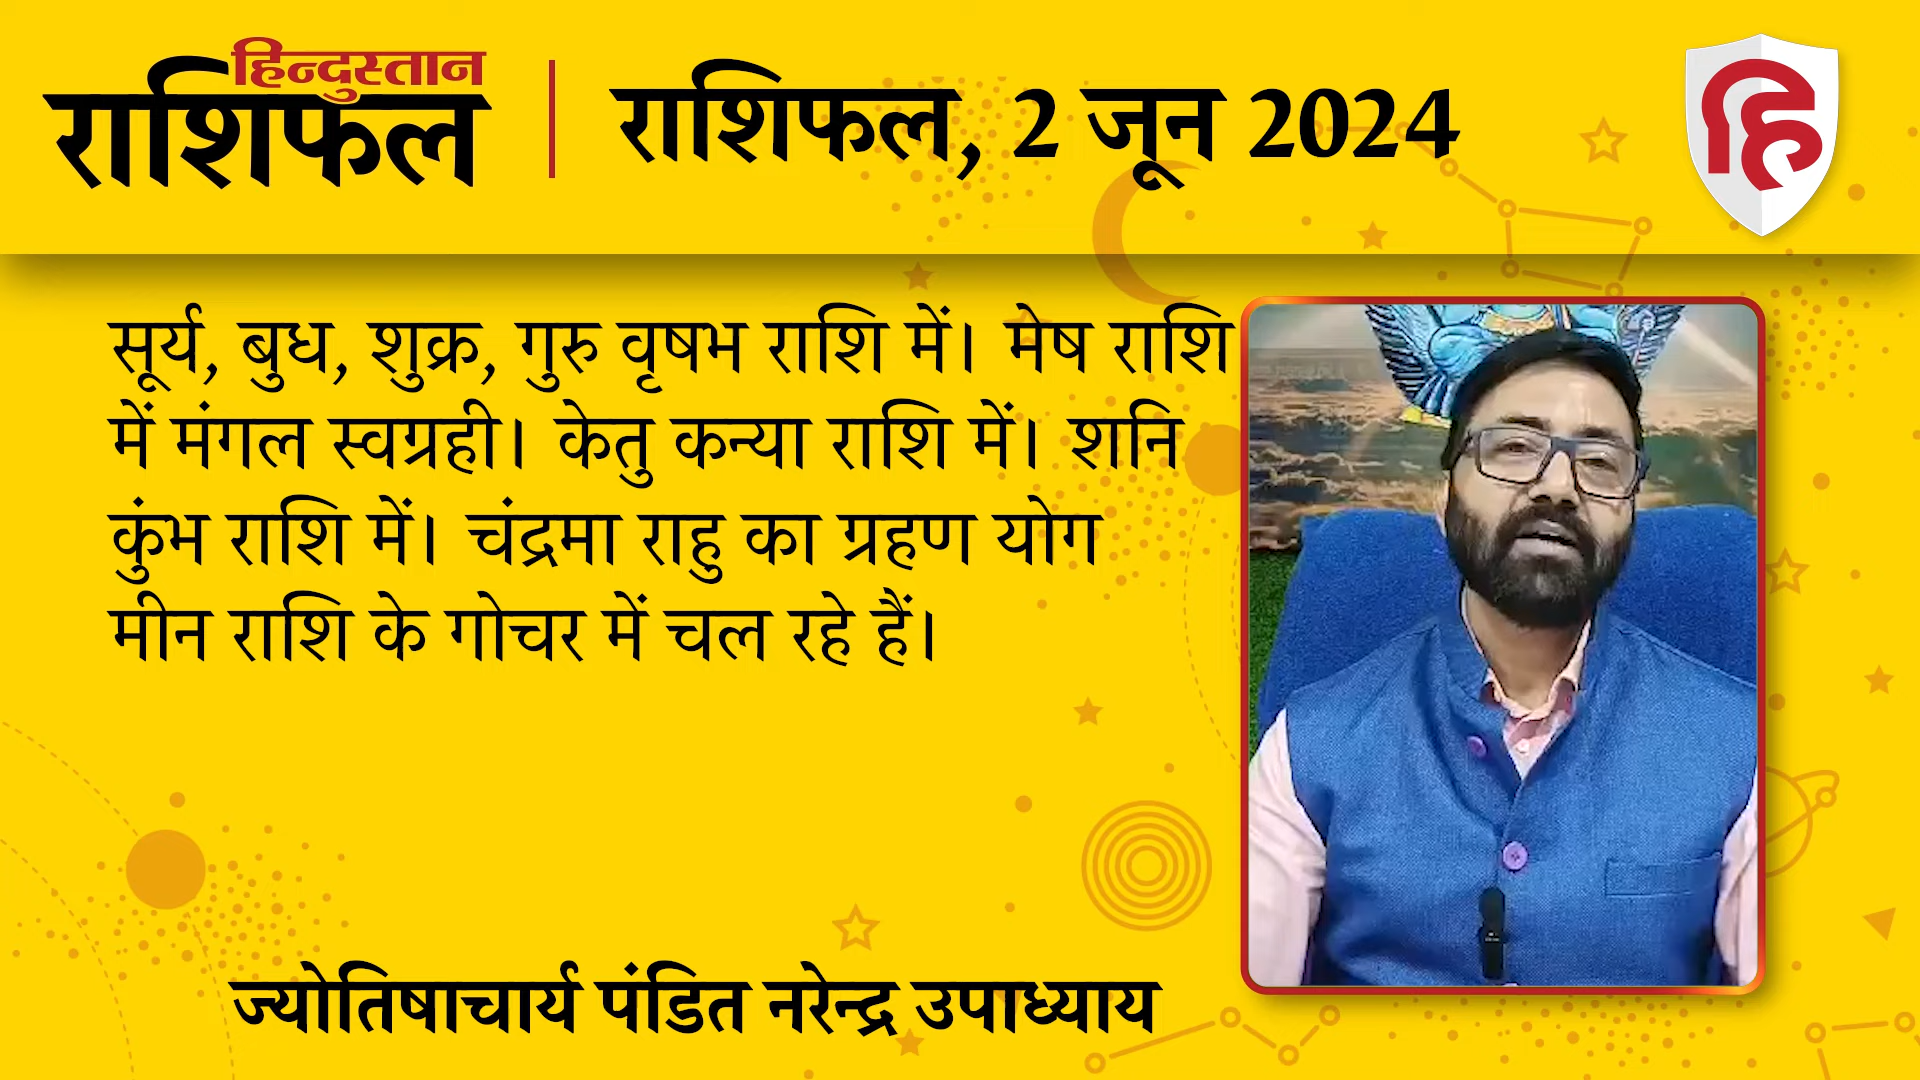 हिन्दुस्तान
राशिफल
राशिफल, 2 जून 2024
हि
सूर्य, बुध, शुक्र, गुरु वृषभ राशि में। मेष राशि
में मंगल स्वग्रही। केतु कन्या राशि में। शनि
कुंभ राशि में। चंद्रमा राहु का ग्रहण योग
मीन राशि के गोचर में चल रहे हैं।
ज्योतिषाचार्य पंडित नरेन्द्र उपाध्याय